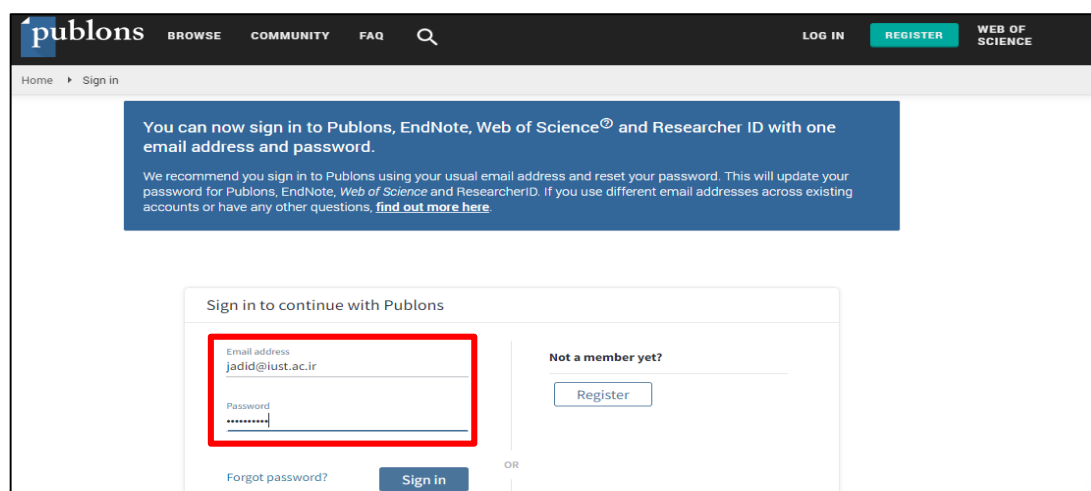 publons BROWSE COMMUNITY FAQ LOG IN REGISTER WEB OF SCIENCE
Home Sign in
You can now sign in to Publons, EndNote, Web of Science? and Researcher ID with one
email address and password.
We recommend you sign in to Publons using your usual email address and reset your password. This will update your
password for Publons, EndNote, Web of Science and ResearcherID. If you use different email addresses across existing
accounts or have any other questions, find out more here.
Sign in to continue with Publons
Email address
jadid@iust.ac.ir
Password
••••••••••
Forgot password? Sign in
OR
Not a member yet?
Register